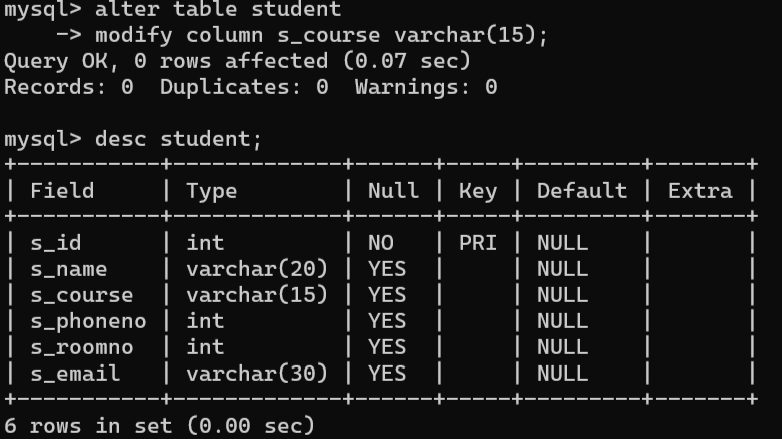 mysql> alter table student
    -> modify column s_course varchar(15);
Query OK, 0 rows affected (0.07 sec)
Records: 0  Duplicates: 0  Warnings: 0

mysql> desc student;
+-----------+-------------+------+-----+---------+-------+
| Field     | Type        | Null | Key | Default | Extra |
+-----------+-------------+------+-----+---------+-------+
| s_id      | int         | NO   | PRI | NULL    |       |
| s_name    | varchar(20) | YES  |     | NULL    |       |
| s_course  | varchar(15) | YES  |     | NULL    |       |
| s_phoneno | int         | YES  |     | NULL    |       |
| s_roomno  | int         | YES  |     | NULL    |       |
| s_email   | varchar(30) | YES  |     | NULL    |       |
+-----------+-------------+------+-----+---------+-------+
6 rows in set (0.00 sec)